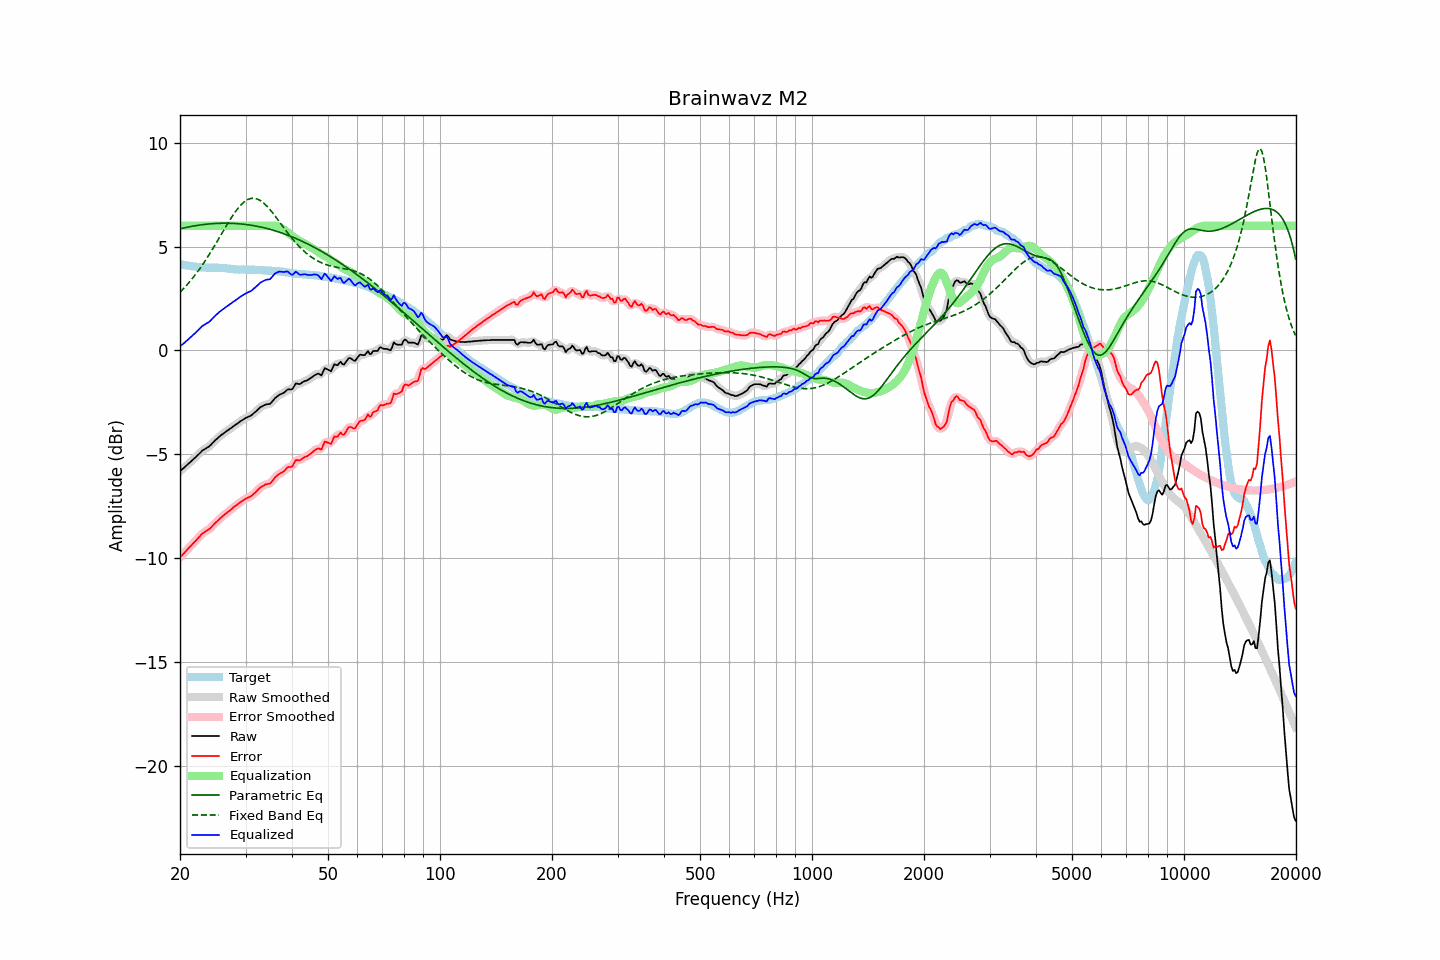 Brainwavz M2
Amplitude (dBr)
10
5
0
−5
−10
−15
−20
Target
Raw Smoothed
Error Smoothed
Raw
Error
Equalization
Parametric Eq
Fixed Band Eq
Equalized
20 50 100 200 500 1000 2000 5000 10000 20000
Frequency (Hz)